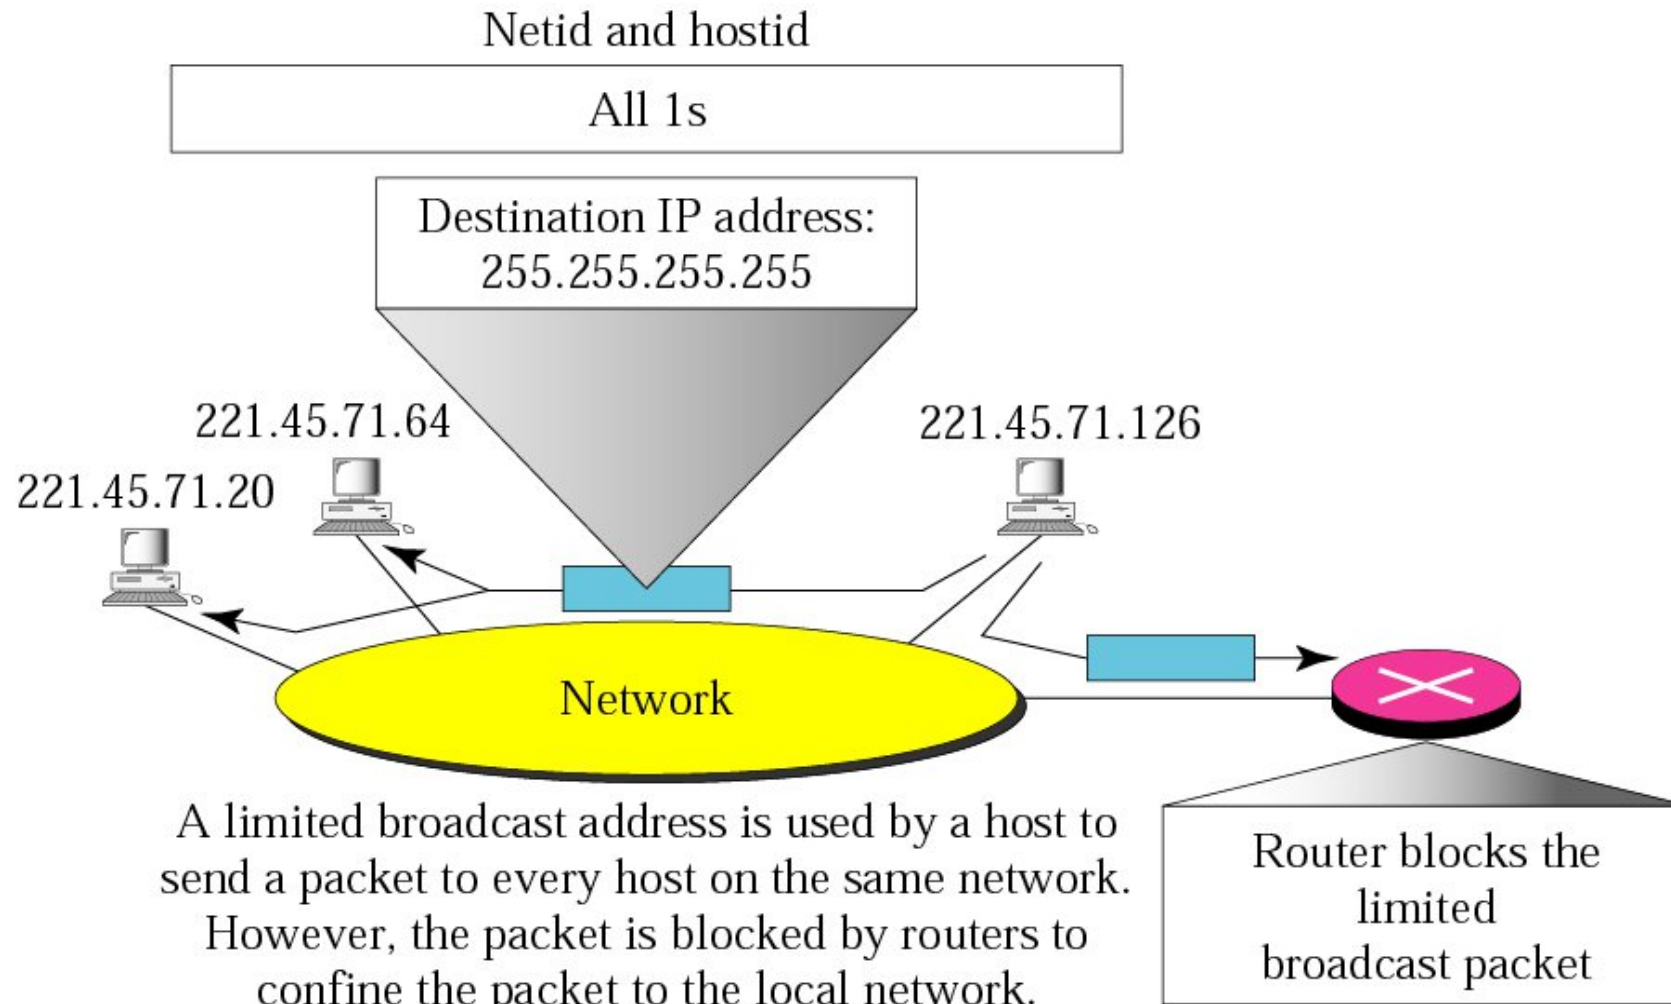 Netid and hostid
All 1s
Destination IP address:
255.255.255.255
221.45.71.64
221.45.71.126
221.45.71.20
Network
A limited broadcast address is used by a host to
send a packet to every host on the same network.
However, the packet is blocked by routers to
confine the packet to the local network.
Router blocks the
limited
broadcast packet